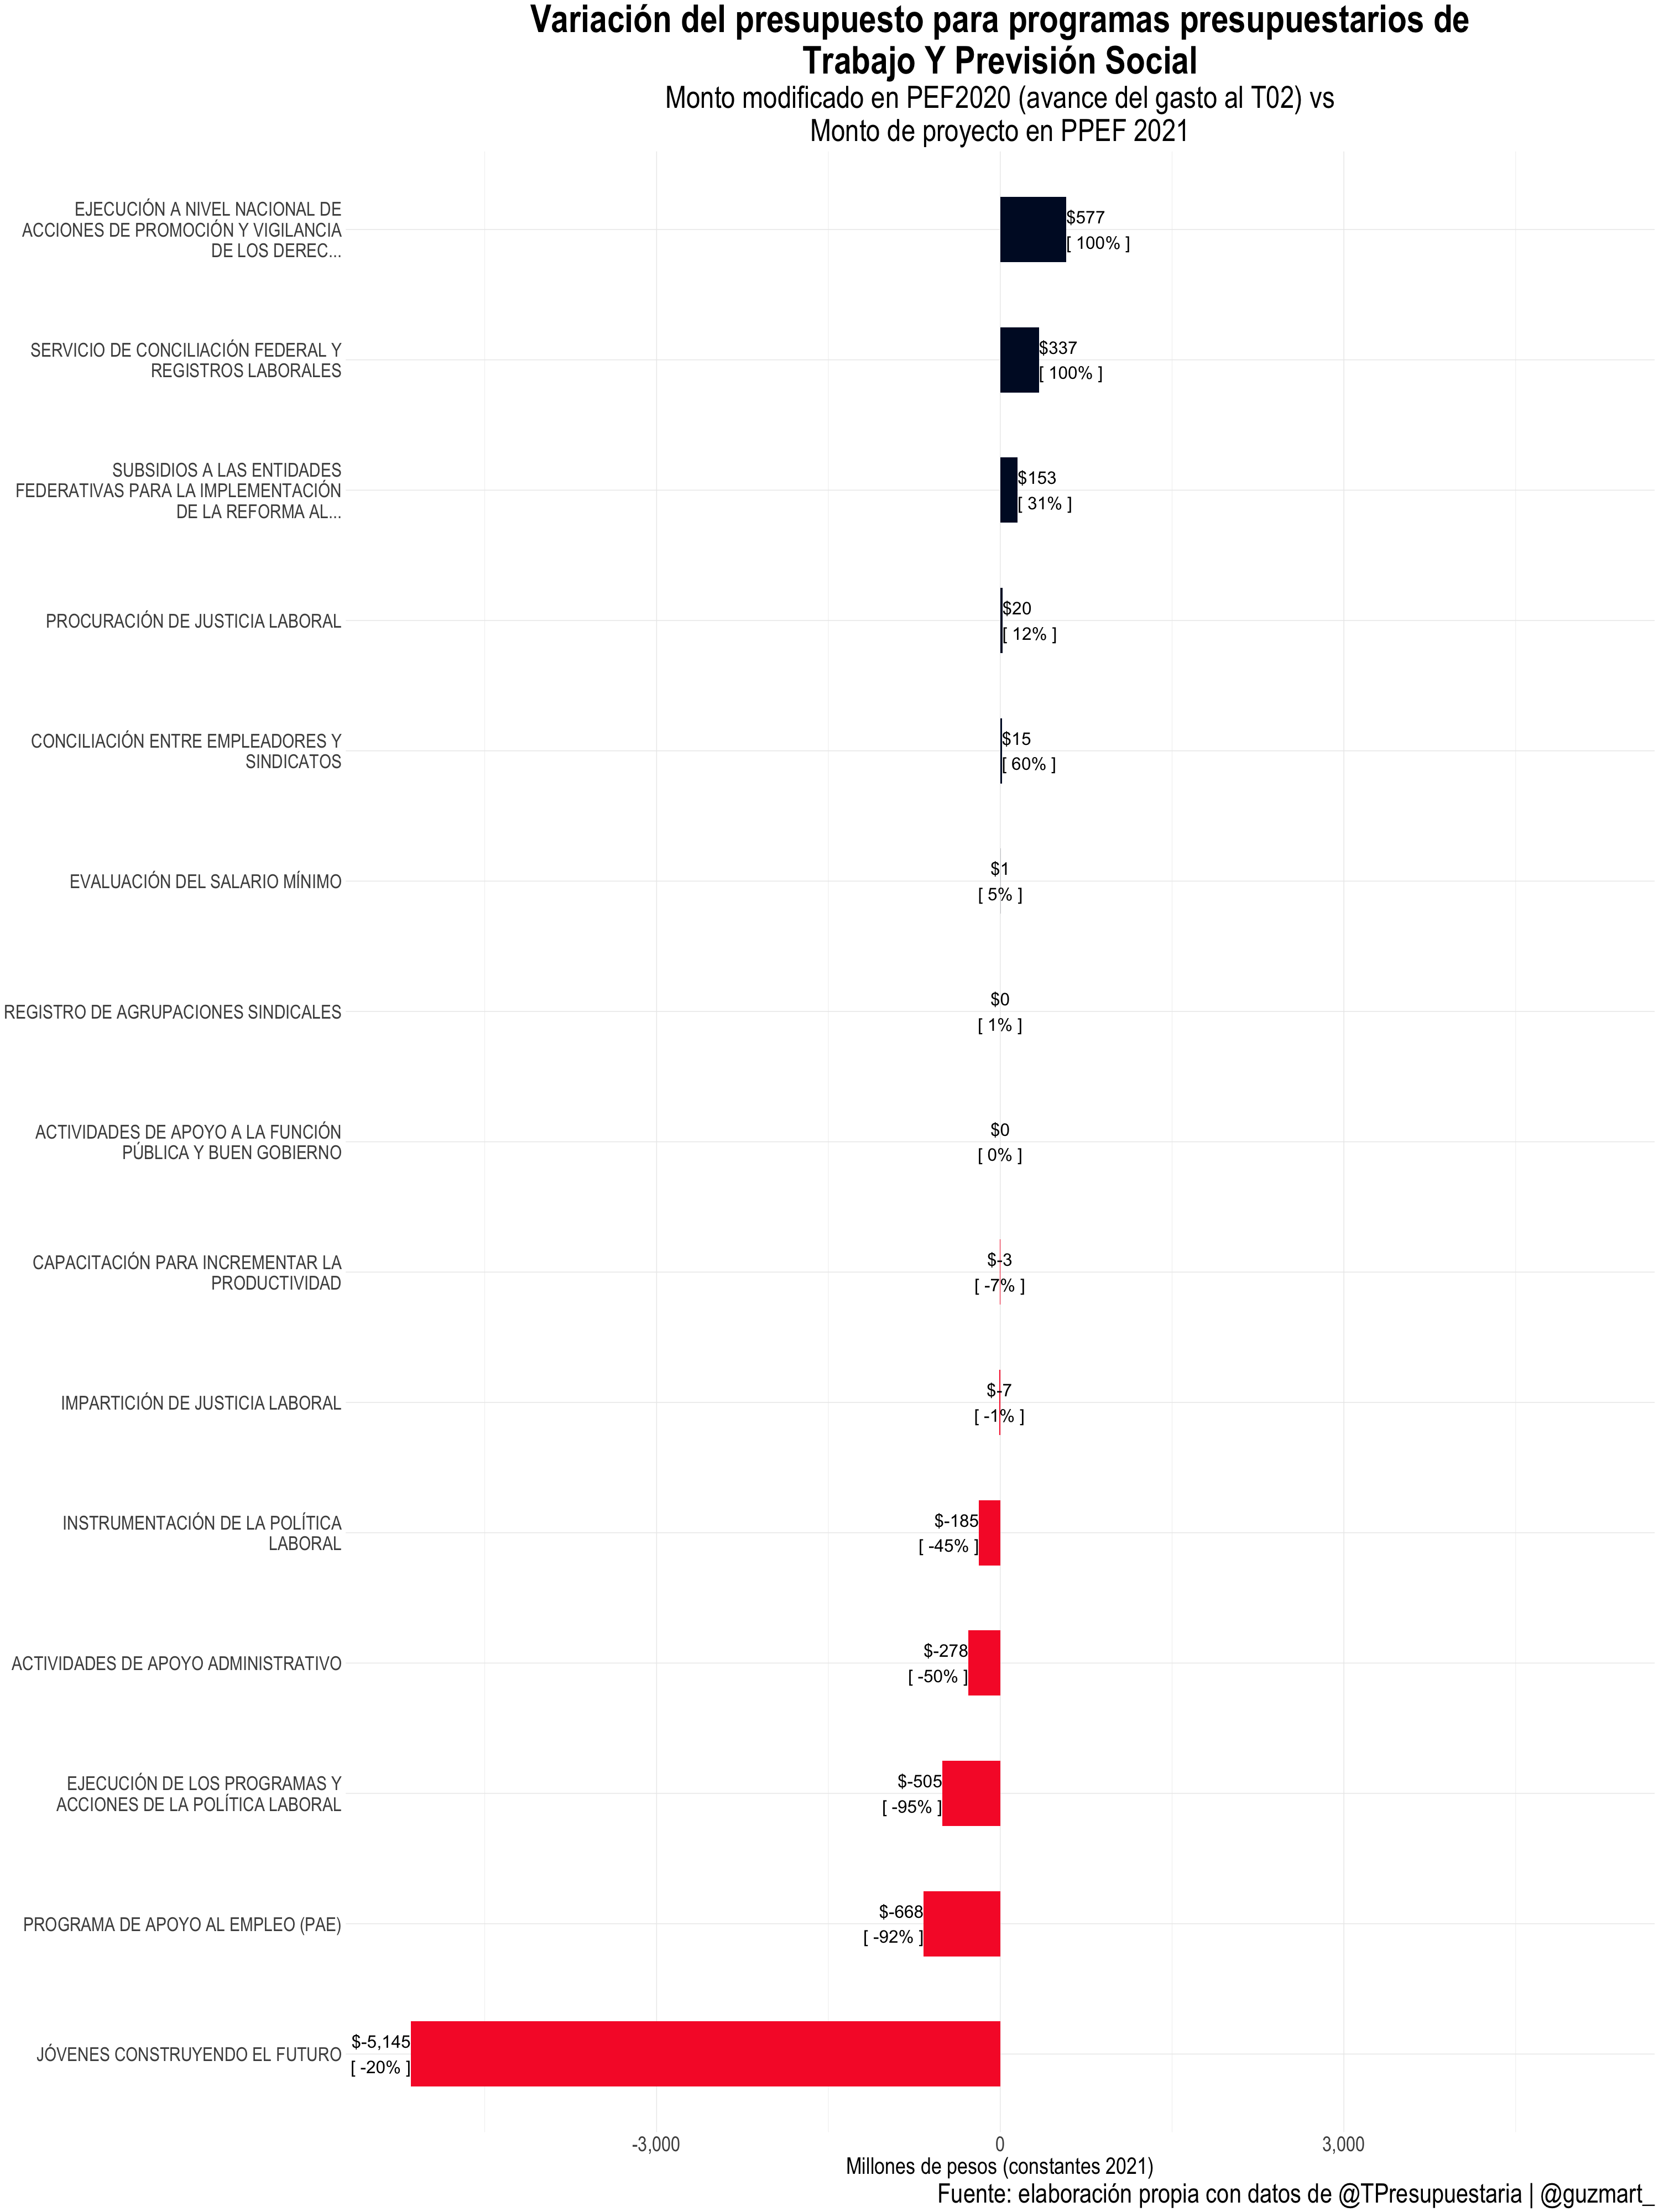 Variación del presupuesto para programas presupuestarios de
Trabajo Y Previsión Social
Monto modificado en PEF2020 (avance del gasto al T02) vs
Monto de proyecto en PPEF 2021
EJECUCIÓN A NIVEL NACIONAL DE
ACCIONES DE PROMOCIÓN Y VIGILANCIA
DE LOS DEREC...
$577
[ 100% ]
SERVICIO DE CONCILIACIÓN FEDERAL Y
REGISTROS LABORALES
$337
[ 100% ]
SUBSIDIOS A LAS ENTIDADES
FEDERATIVAS PARA LA IMPLEMENTACIÓN
DE LA REFORMA AL...
$153
[ 31% ]
PROCURACIÓN DE JUSTICIA LABORAL
$20
[ 12% ]
CONCILIACIÓN ENTRE EMPLEADORES Y
SINDICATOS
$15
[ 60% ]
EVALUACIÓN DEL SALARIO MÍNIMO
$1
[ 5% ]
REGISTRO DE AGRUPACIONES SINDICALES
$0
[ 1% ]
ACTIVIDADES DE APOYO A LA FUNCIÓN
PÚBLICA Y BUEN GOBIERNO
$0
[ 0% ]
CAPACITACIÓN PARA INCREMENTAR LA
PRODUCTIVIDAD
$-3
[ -7% ]
IMPARTICIÓN DE JUSTICIA LABORAL
$-7
[ -1% ]
INSTRUMENTACIÓN DE LA POLÍTICA
LABORAL
$-185
[ -45% ]
ACTIVIDADES DE APOYO ADMINISTRATIVO
$-278
[ -50% ]
EJECUCIÓN DE LOS PROGRAMAS Y
ACCIONES DE LA POLÍTICA LABORAL
$-505
[ -95% ]
PROGRAMA DE APOYO AL EMPLEO (PAE)
$-668
[ -92% ]
JÓVENES CONSTRUYENDO EL FUTURO
$-5,145
[ -20% ]
-3,000 0 3,000
Millones de pesos (constantes 2021)
Fuente: elaboración propia con datos de @TPresupuestaria | @guzmart_